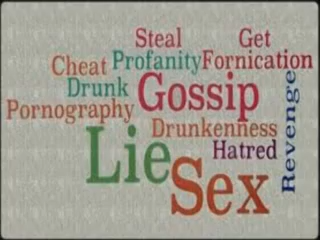 Steal Get
Cheat Profanity Fornication
Drunk
Pornography Gossip
Drunkenness
Lie Hatred
Sex
Revenge